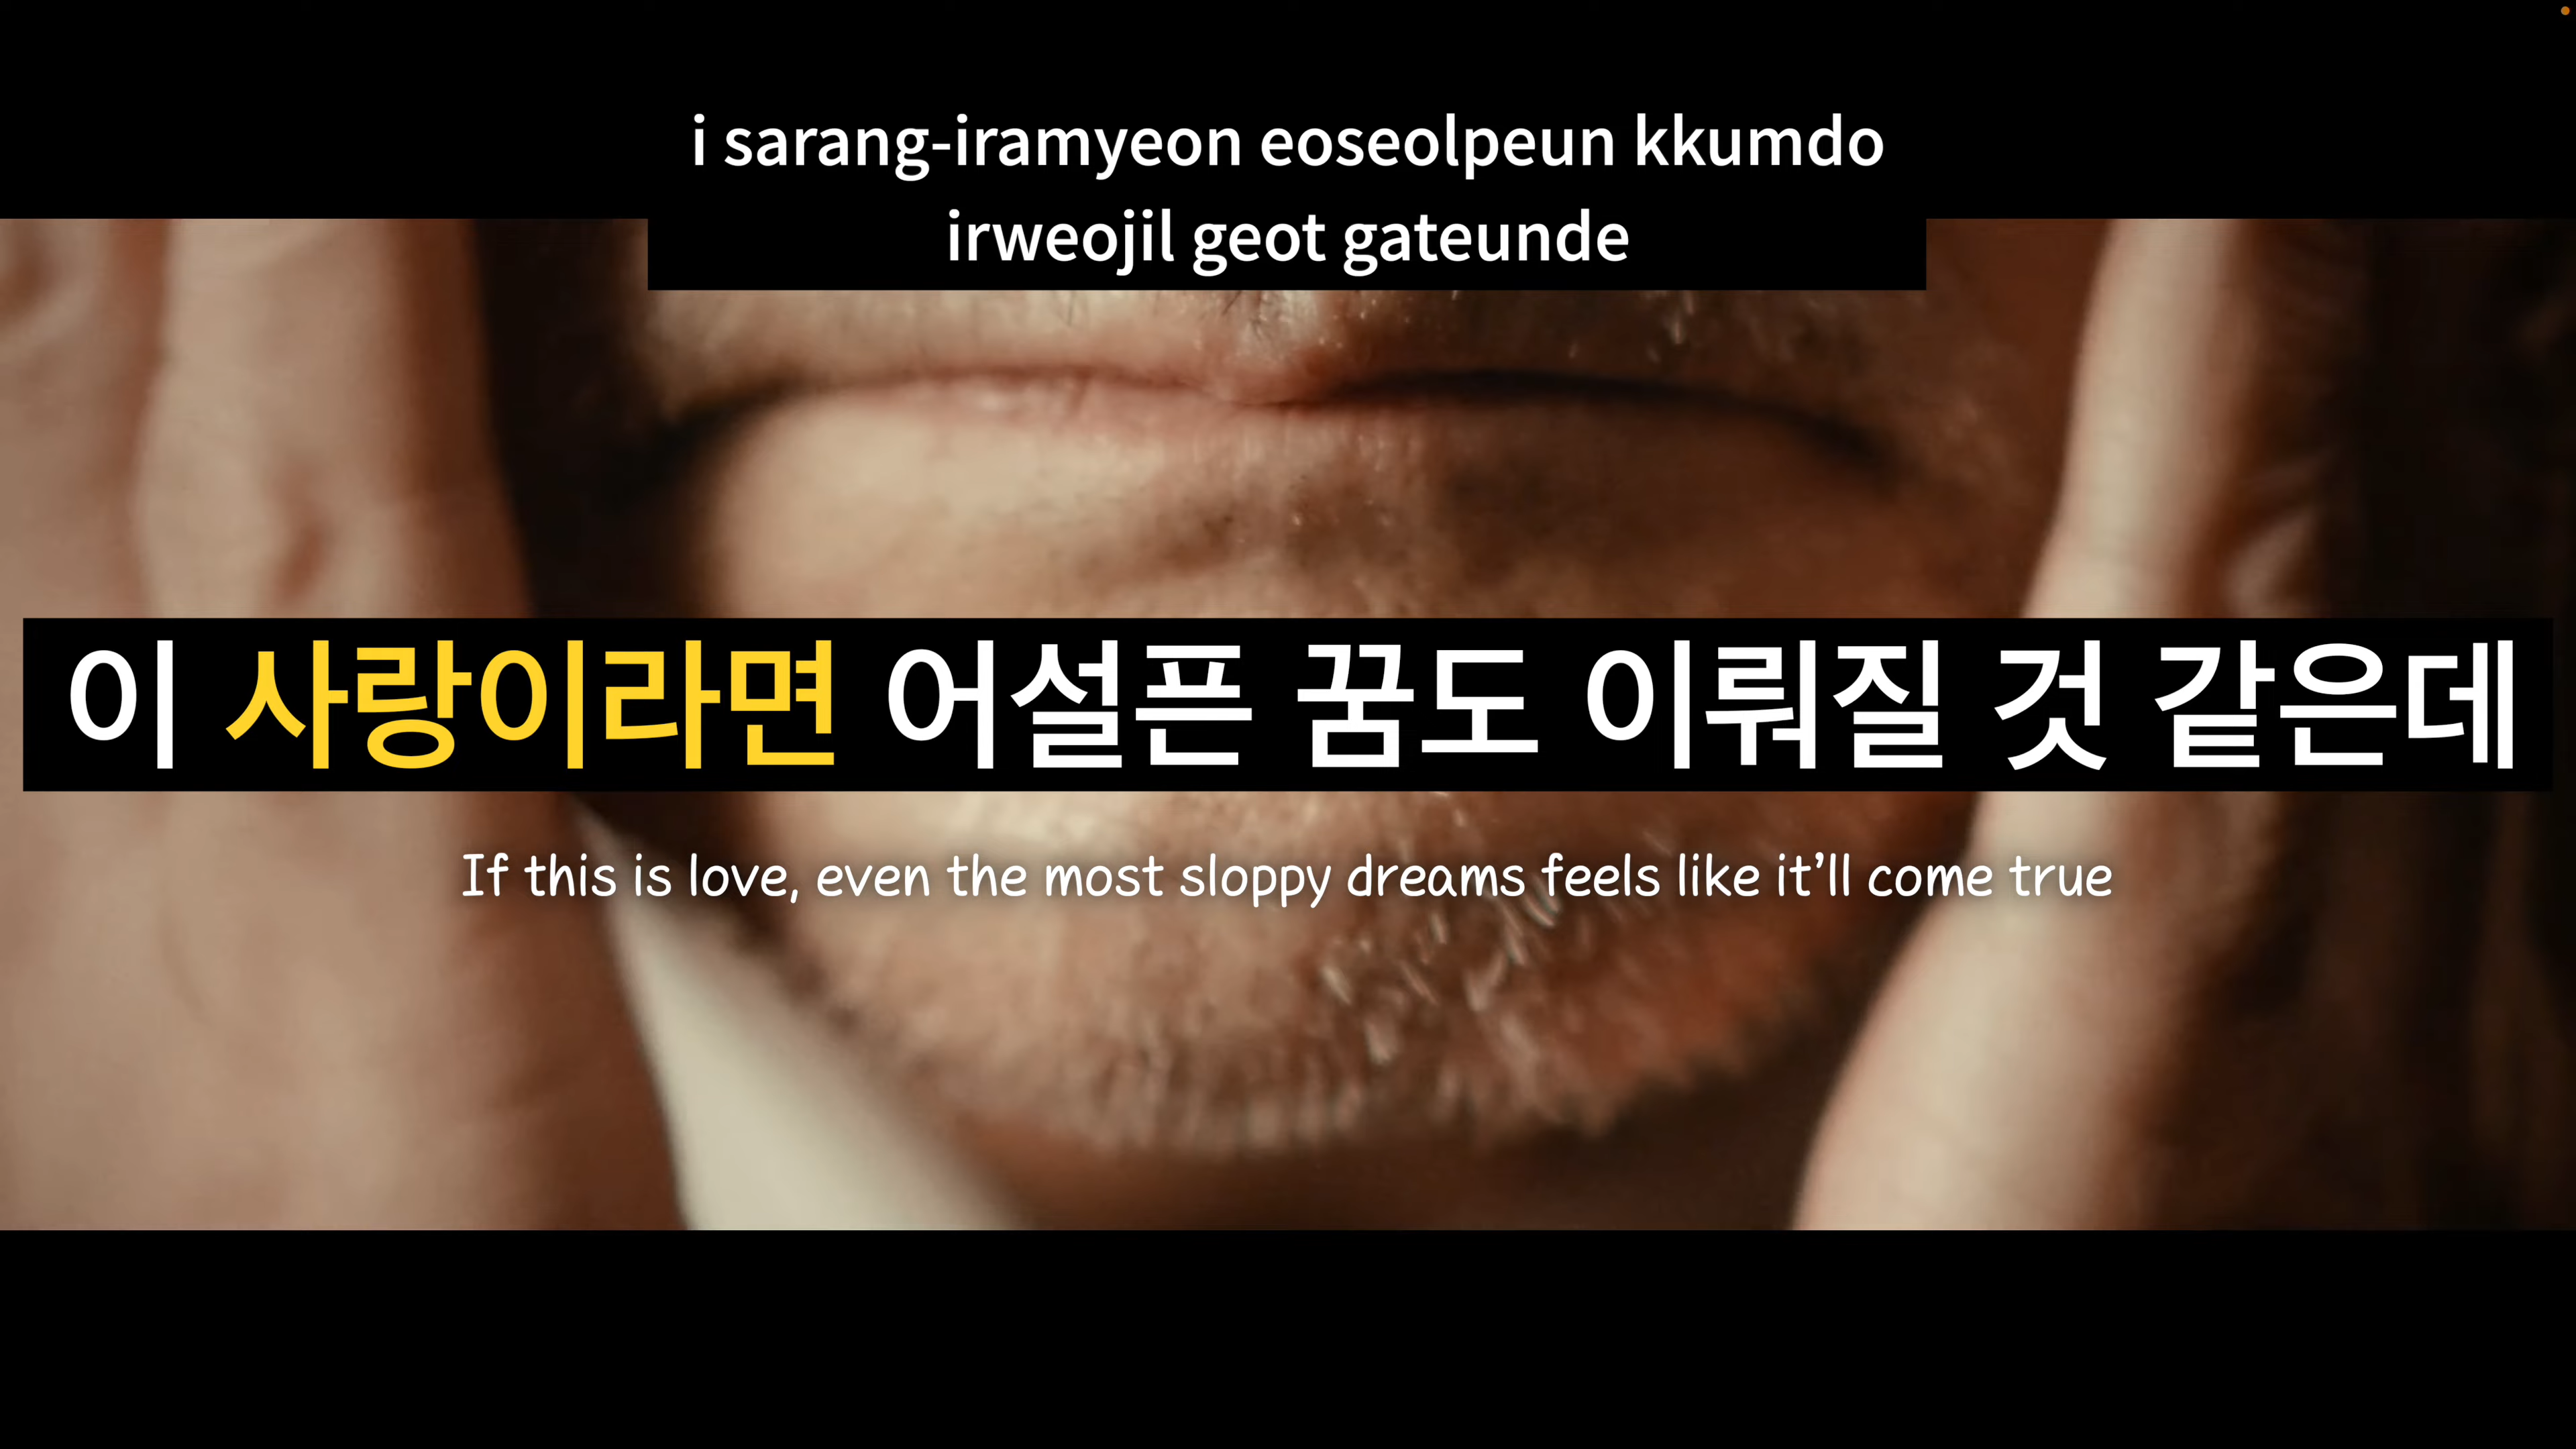 i sarang-iramyeon eoseolpeun kkumdo
irweojil geot gateunde
이 사랑이라면 어설픈 꿈도 이뤄질 것 같은데
If this is love, even the most sloppy dreams feels like it’ll come true